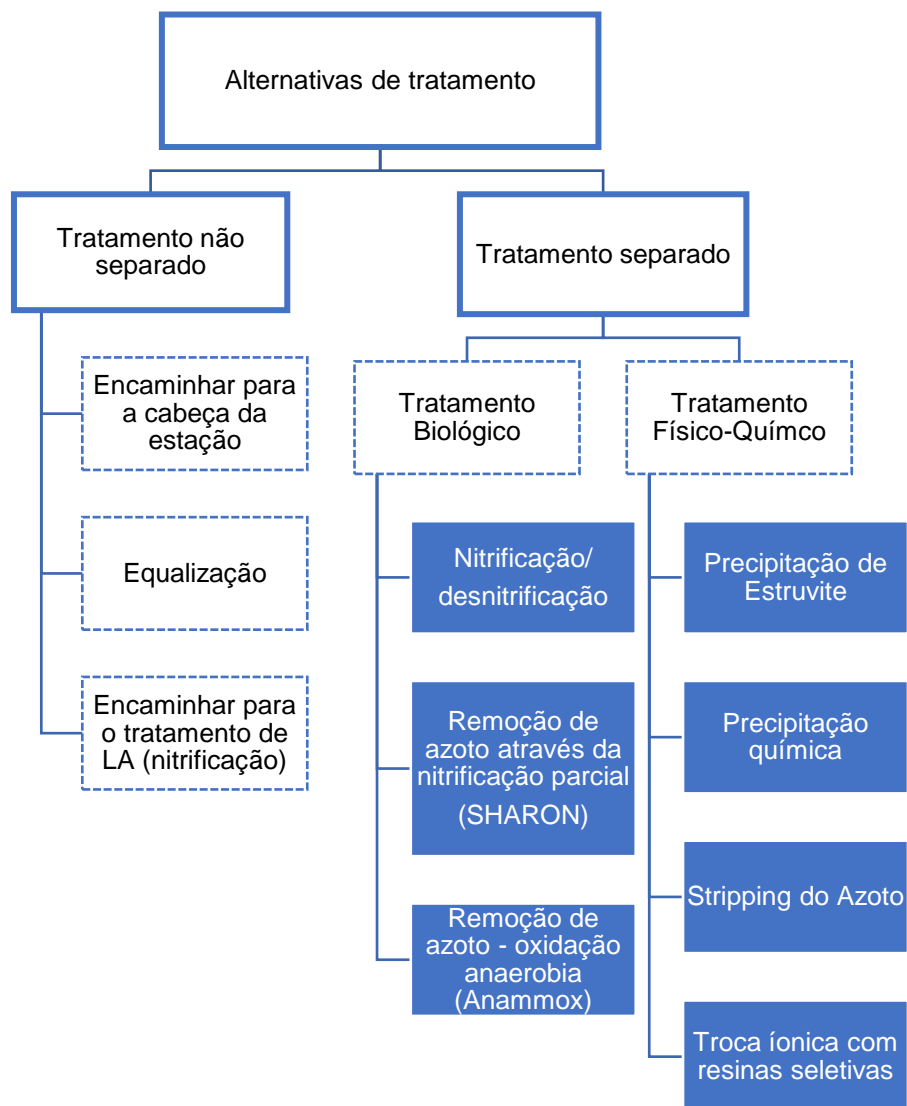 Alternativas de tratamento
Tratamento não
separado
Tratamento separado
Encaminhar para
a cabeça da
estação
Equalização
Encaminhar para
o tratamento de
LA (nitrificação)
Tratamento
Biológico
Nitrificação/
desnitrificação
Remoção de
azoto através da
nitrificação parcial
(SHARON)
Remoção de
azoto - oxidação
anaerobia
(Anammox)
Tratamento
Físico-Químco
Precipitação de
Estruvite
Precipitação
química
Stripping do Azoto
Troca íonica com
resinas seletivas